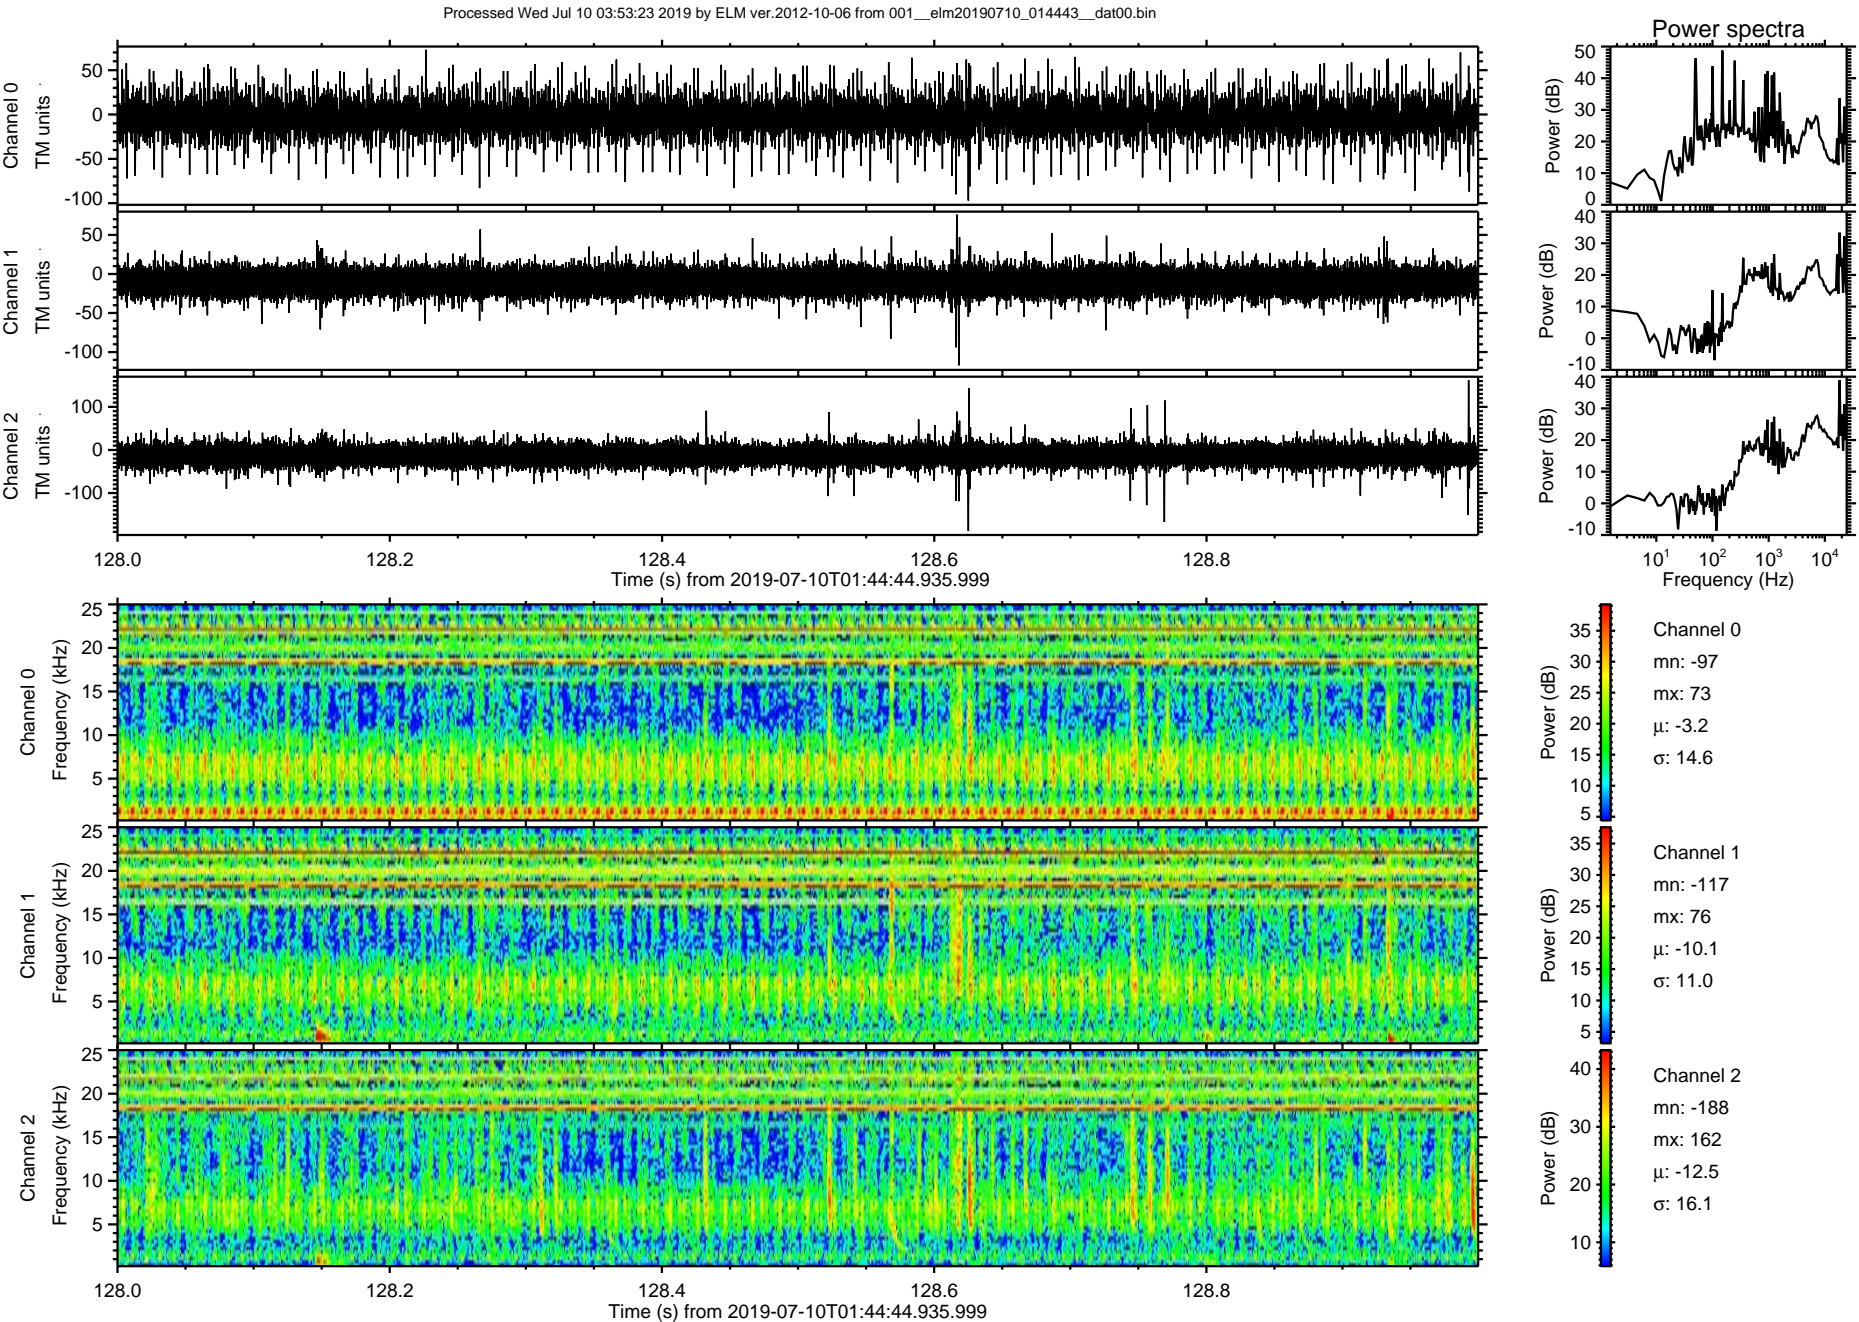 Processed Wed Jul 10 03:53:23 2019 by ELM ver.2012-10-06 from 001__elm20190710_014443__dat00.bin
Power spectra
Channel 0
TM units
50
0
-50
-100
Power (dB)
50
40
30
20
10
0
Channel 1
TM units
50
0
-50
-100
Power (dB)
40
30
20
10
0
-10
Channel 2
TM units
100
0
-100
Power (dB)
40
30
20
10
0
-10
128.0 128.2 128.4 128.6 128.8
Time (s) from 2019-07-10T01:44:44.935.999
10^1 10^2 10^3 10^4
Frequency (Hz)
Channel 0
Frequency (kHz)
25
20
15
10
5
Power (dB)
35
30
25
20
15
10
5
Channel 0
mn: -97
mx: 73
μ: -3.2
σ: 14.6
Channel 1
Frequency (kHz)
25
20
15
10
5
Power (dB)
35
30
25
20
15
10
5
Channel 1
mn: -117
mx: 76
μ: -10.1
σ: 11.0
Channel 2
Frequency (kHz)
25
20
15
10
5
Power (dB)
40
30
20
10
Channel 2
mn: -188
mx: 162
μ: -12.5
σ: 16.1
128.0 128.2 128.4 128.6 128.8
Time (s) from 2019-07-10T01:44:44.935.999